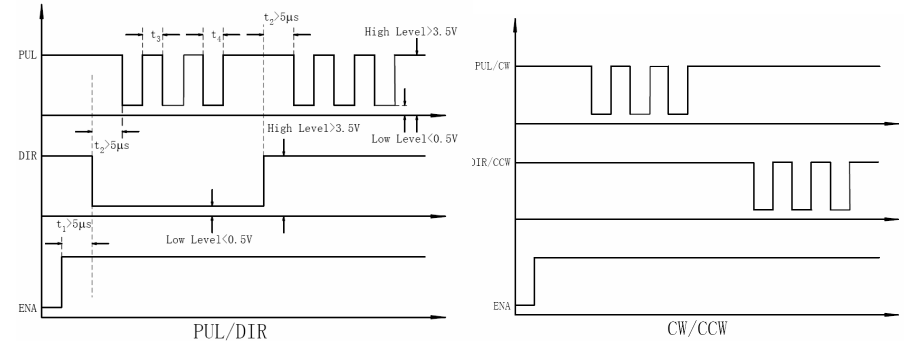 t2>5μs
t3
t4
High Level>3.5V
PUL
PUL/CW
Low Level<0.5V
t2>5μs
High Level>3.5V
DIR
DIR/CCW
t1>5μs
Low Level<0.5V
ENA
ENA
PUL/DIR
CW/CCW